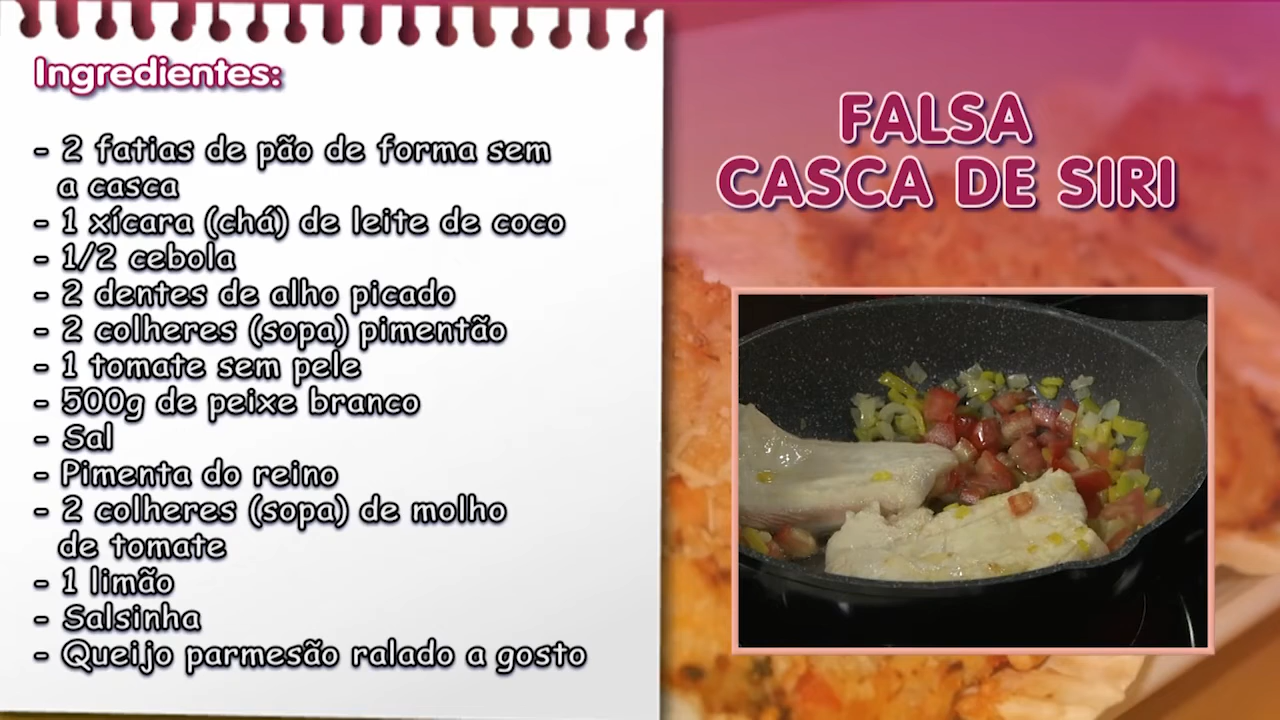 Ingredientes:
- 2 fatias de pão de forma sem
a casca
- 1 xícara (chá) de leite de coco
- 1/2 cebola
- 2 dentes de alho picado
- 2 colheres (sopa) pimentão
- 1 tomate sem pele
- 500g de peixe branco
- Sal
- Pimenta do reino
- 2 colheres (sopa) de molho
de tomate
- 1 limão
- Salsinha
- Queijo parmesão ralado a gosto
FALSA
CASCA DE SIRI